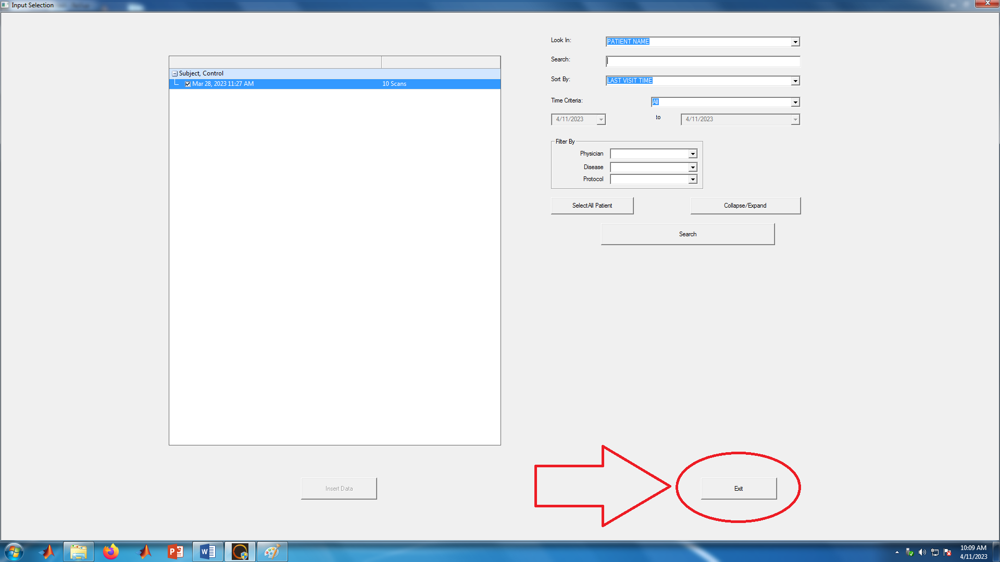 Input Selection
Look In:
PATIENT NAME
Search:
Sort By:
LAST VISIT TIME
Time Criteria:
All
4/11/2023
to
4/11/2023
Subject, Control
Mar 28, 2023 11:27 AM
10 Scans
Filter By
Physician
Disease
Protocol
SelectAll Patient
Collapse/Expand
Search
Insert Data
Exit
10:09 AM
4/11/2023